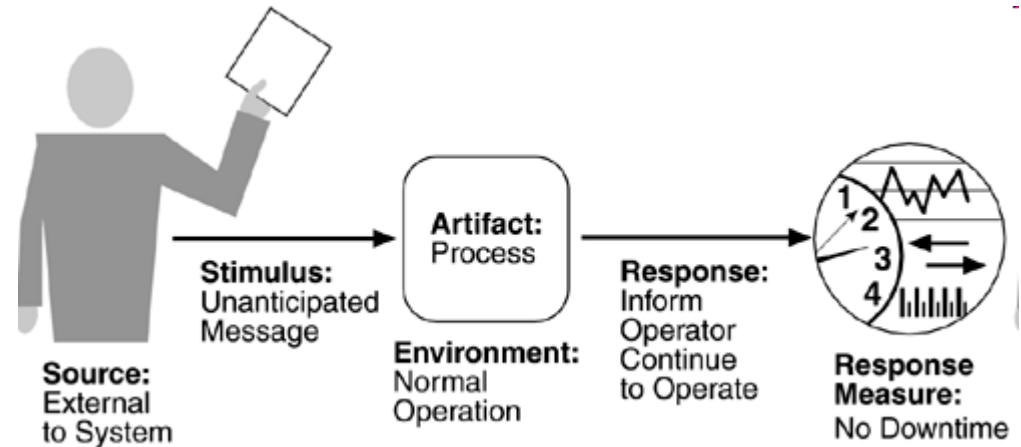 Source:
External
to System
Stimulus:
Unanticipated
Message
Artifact:
Process
Environment:
Normal
Operation
Response:
Inform
Operator
Continue
to Operate
1
2
3
4
Response
Measure:
No Downtime